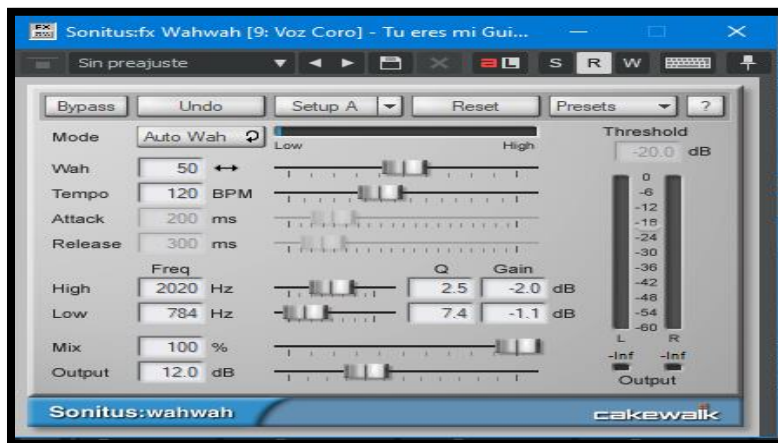 FX Sonitus:fx Wahwah [9: Voz Coro] - Tu eres mi Gui...
Sin preajuste S R W
Bypass Undo Setup A Reset Presets ?
Mode Auto Wah Low High Threshold
-20.0 dB
Wah 50
Tempo 120 BPM
Attack 200 ms
Release 300 ms
0
-6
-12
-18
-24
-30
-36
-42
-48
-54
-60
Freq Q Gain
High 2020 Hz 2.5 -2.0 dB
Low 784 Hz 7.4 -1.1 dB
L R
Mix 100 %
-Inf -Inf
Output 12.0 dB
Output
Sonitus:wahwah cakewalk